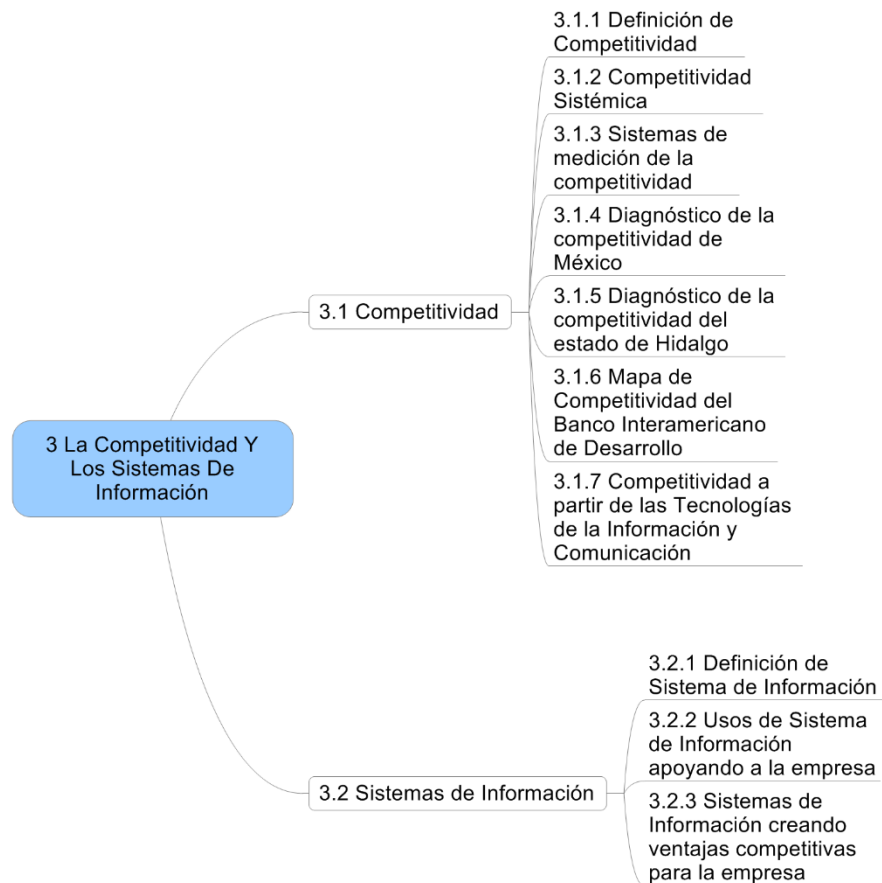 3 La Competitividad Y
Los Sistemas De
Información
3.1 Competitividad
3.1.1 Definición de
Competitividad
3.1.2 Competitividad
Sistémica
3.1.3 Sistemas de
medición de la
competitividad
3.1.4 Diagnóstico de la
competitividad de
México
3.1.5 Diagnóstico de la
competitividad del
estado de Hidalgo
3.1.6 Mapa de
Competitividad del
Banco Interamericano
de Desarrollo
3.1.7 Competitividad a
partir de las Tecnologías
de la Información y
Comunicación
3.2 Sistemas de Información
3.2.1 Definición de
Sistema de Información
3.2.2 Usos de Sistema
de Información
apoyando a la empresa
3.2.3 Sistemas de
Información creando
ventajas competitivas
para la empresa